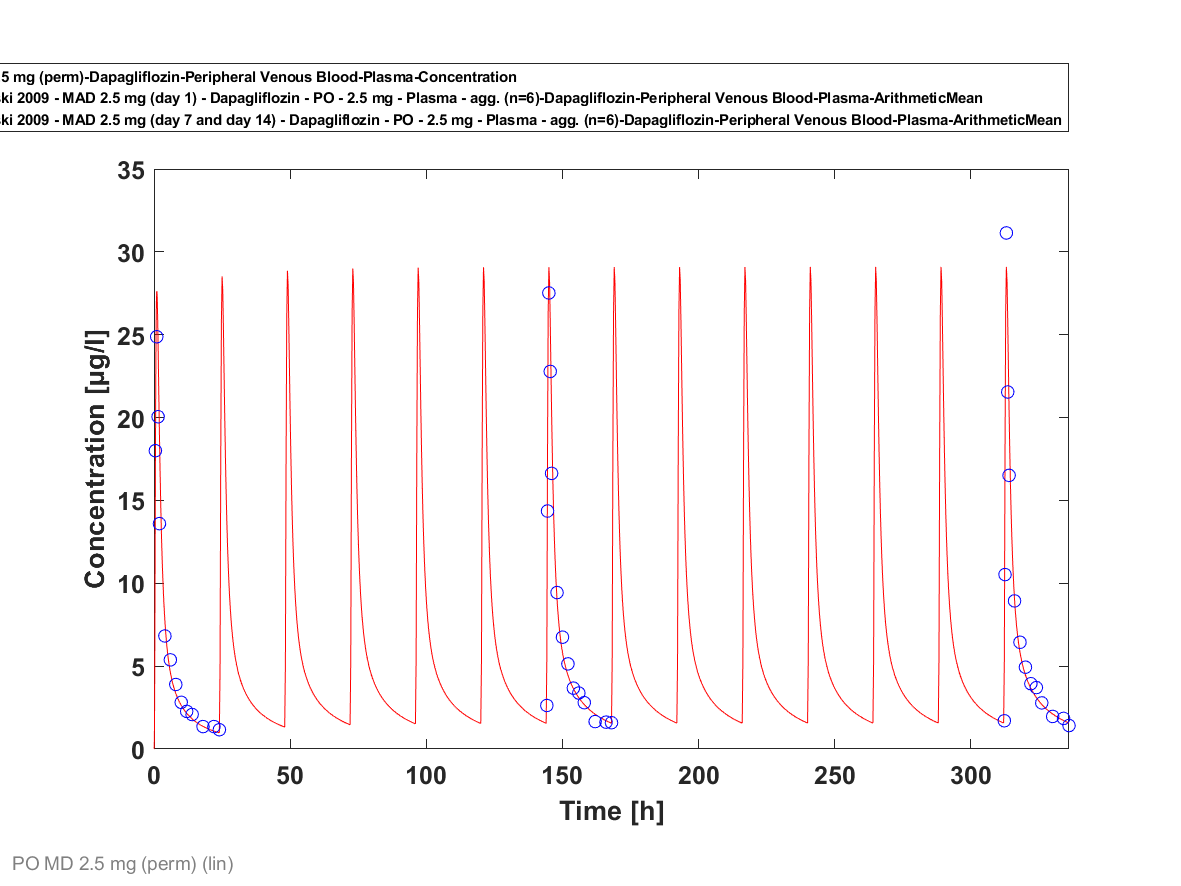 5 mg (perm)-Dapagliflozin-Peripheral Venous Blood-Plasma-Concentration
ki 2009 - MAD 2.5 mg (day 1) - Dapagliflozin - PO - 2.5 mg - Plasma - agg. (n=6)-Dapagliflozin-Peripheral Venous Blood-Plasma-ArithmeticMean
ki 2009 - MAD 2.5 mg (day 7 and day 14) - Dapagliflozin - PO - 2.5 mg - Plasma - agg. (n=6)-Dapagliflozin-Peripheral Venous Blood-Plasma-ArithmeticMean
35
30
25
20
15
10
5
0
Concentration [µg/l]
0 50 100 150 200 250 300
Time [h]
PO MD 2.5 mg (perm) (lin)